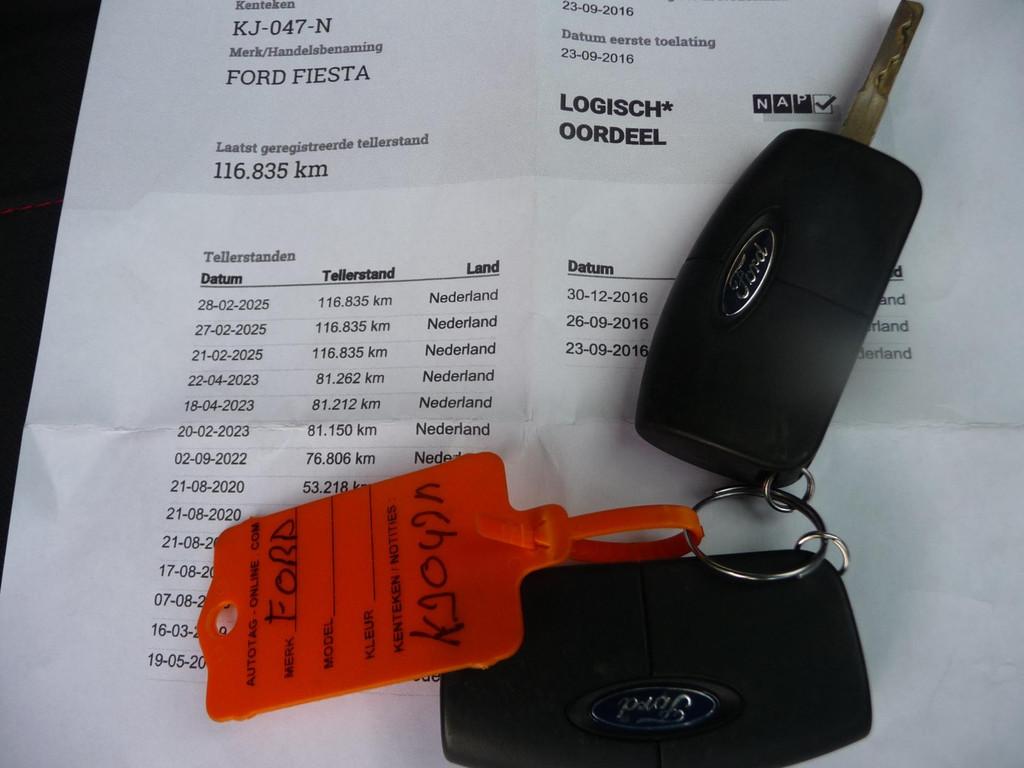 Kenteken
KJ-047-N
Merk/Handelsbenaming
FORD FIESTA
Laatst geregistreerde tellerstand
116.835 km
23-09-2016
Datum eerste toelating
23-09-2016
LOGISCH*
OORDEEL
NAP
Tellerstanden
Datum Tellerstand Land
28-02-2025 116.835 km Nederland
27-02-2025 116.835 km Nederland
21-02-2025 116.835 km Nederland
22-04-2023 81.262 km Nederland
18-04-2023 81.212 km Nederland
20-02-2023 81.150 km Nederland
02-09-2022 76.806 km
21-08-2020 53.218 km
21-08-2020
Datum
30-12-2016
26-09-2016
23-09-2016
Ford
AUTOTAG - ONLINE COM
MERK FORD
MODEL
KLEUR
KENTEKEN / NOTITIES:
KJ047N
Ford